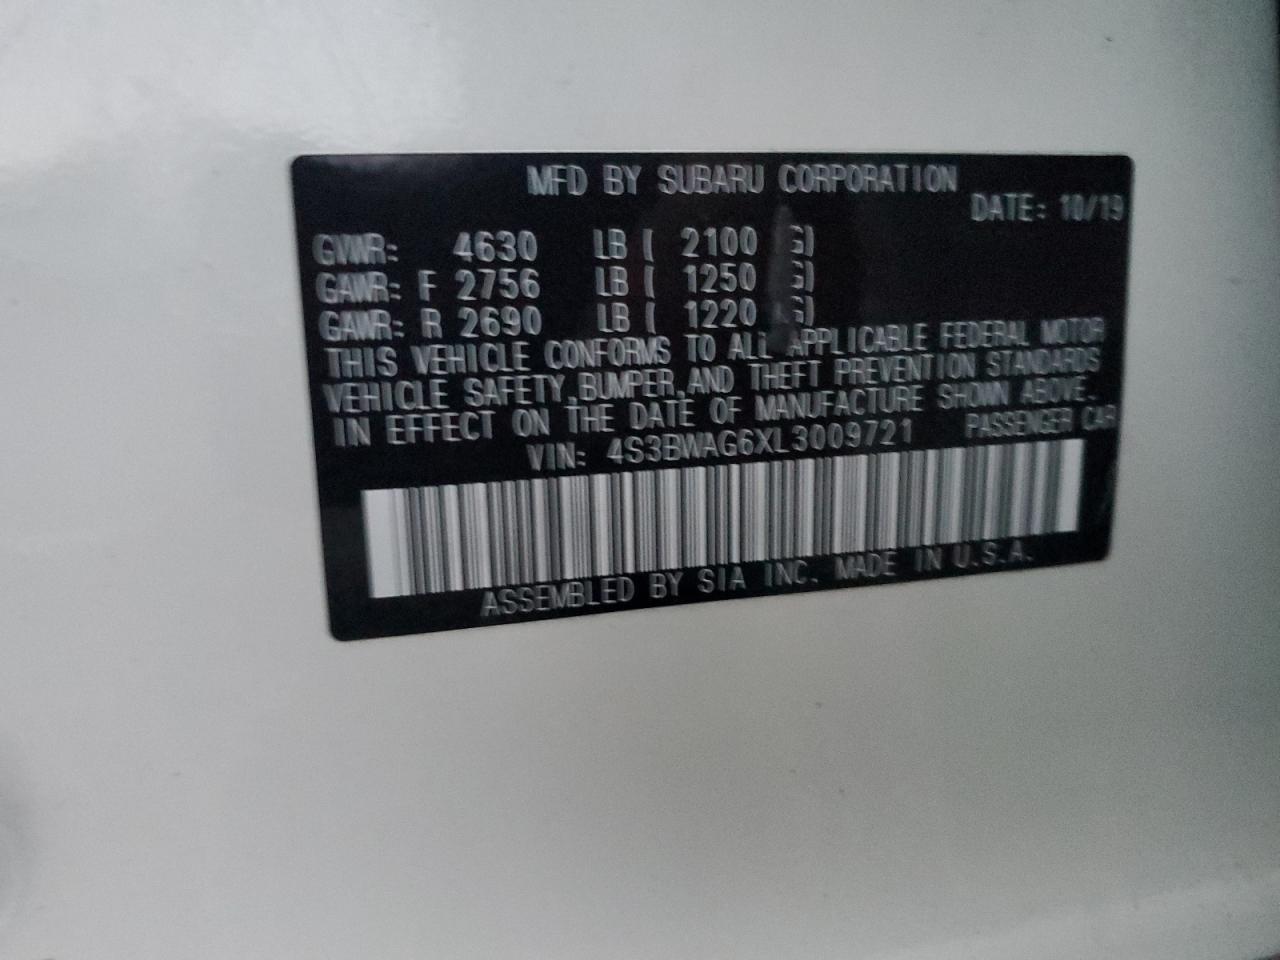 MFD BY SUBARU CORPORATION
DATE: 10/19
GVWR: 4630 LB ( 2100 G)
GAWR: F 2756 LB ( 1250 G)
GAWR: R 2690 LB ( 1220 G)
THIS VEHICLE CONFORMS TO ALL APPLICABLE FEDERAL MOTOR
VEHICLE SAFETY,BUMPER,AND THEFT PREVENTION STANDARDS
IN EFFECT ON THE DATE OF MANUFACTURE SHOWN ABOVE.
VIN: 4S3BWAG6XL3009721 PASSENGER CAR
ASSEMBLED BY SIA INC. MADE IN U.S.A.